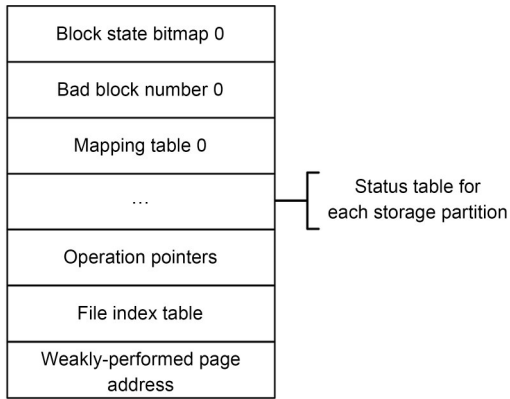 Block state bitmap 0
Bad block number 0
Mapping table 0
...
Status table for
each storage partition
Operation pointers
File index table
Weakly-performed page
address